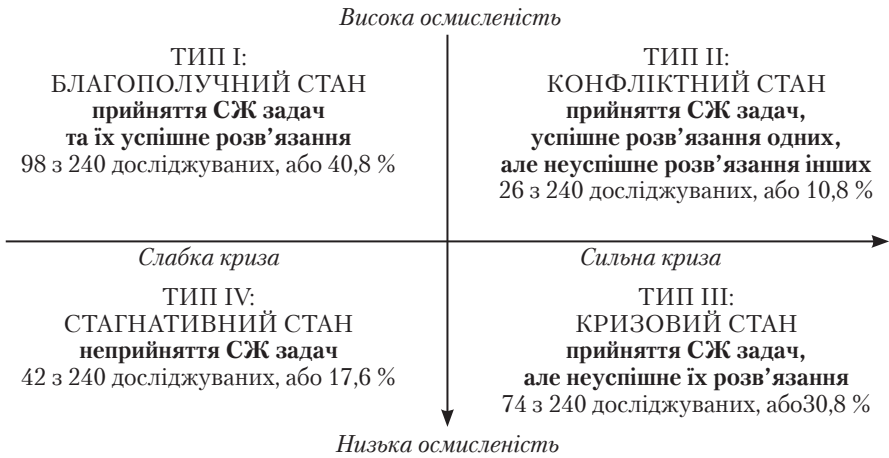 Висока осмисленість
ТИП I:
БЛАГОПОЛУЧНИЙ СТАН
прийняття СЖ задач
та їх успішне розв’язання
98 з 240 досліджуваних, або 40,8 %
ТИП II:
КОНФЛІКТНИЙ СТАН
прийняття СЖ задач,
успішне розв’язання одних,
але неуспішне розв’язання інших
26 з 240 досліджуваних, або 10,8 %
Слабка криза
Сильна криза
ТИП IV:
СТАГНАТИВНИЙ СТАН
неприйняття СЖ задач
42 з 240 досліджуваних, або 17,6 %
ТИП III:
КРИЗОВИЙ СТАН
прийняття СЖ задач,
але неуспішне їх розв’язання
74 з 240 досліджуваних, або30,8 %
Низька осмисленість